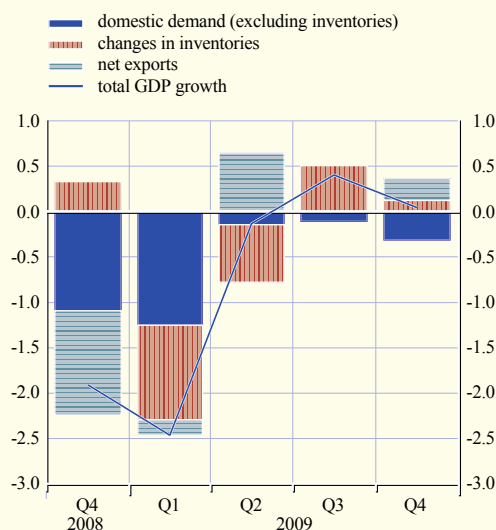 domestic demand (excluding inventories)
changes in inventories
net exports
total GDP growth
1.0 1.0
0.5 0.5
0.0 0.0
-0.5 -0.5
-1.0 -1.0
-1.5 -1.5
-2.0 -2.0
-2.5 -2.5
-3.0 -3.0
Q4 Q1 Q2 Q3 Q4
2008 2009